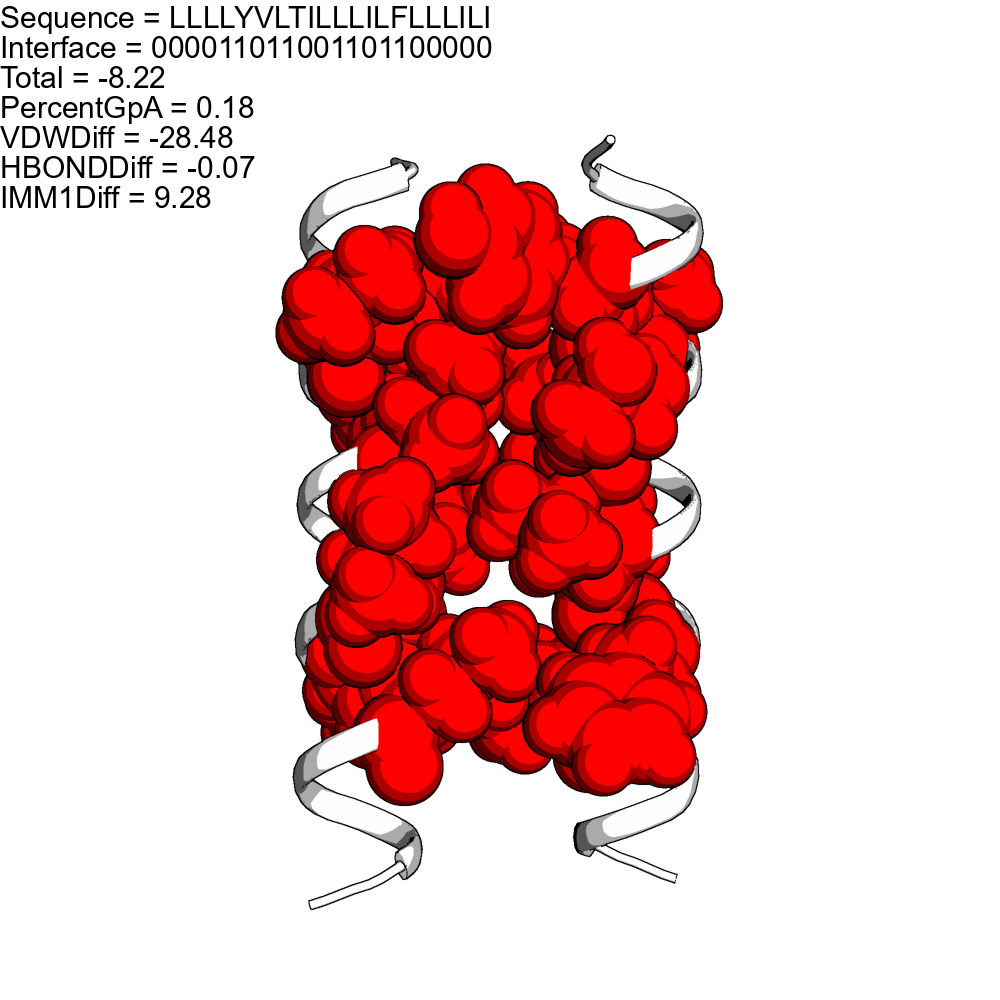 Sequence = LLLLYVLTILLLILFLLLILI
Interface = 000011011001101100000
Total = -8.22
PercentGpA = 0.18
VDWDiff = -28.48
HBONDDiff = -0.07
IMM1Diff = 9.28